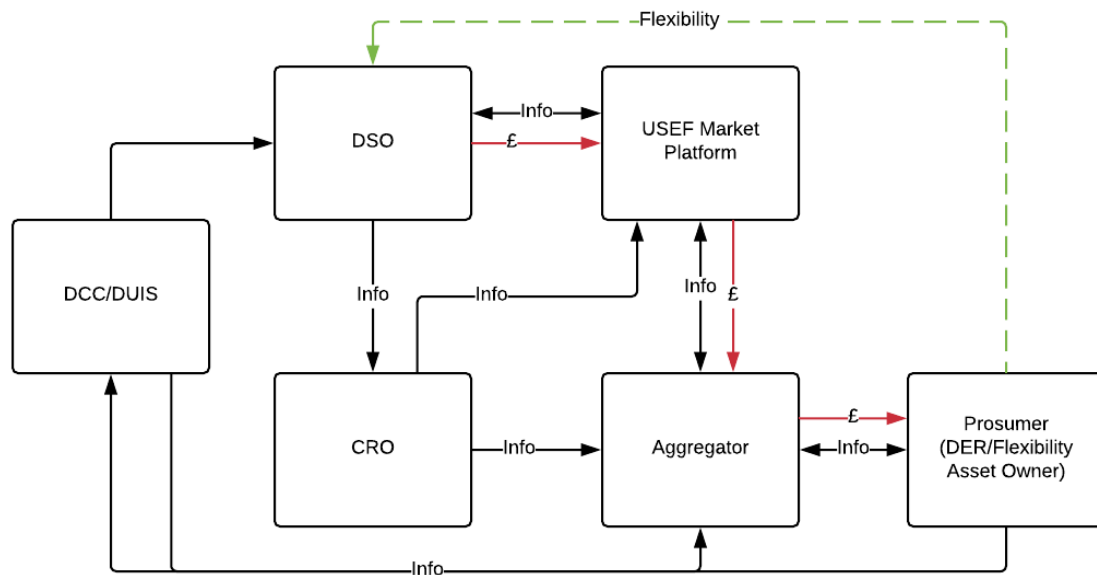 Flexibility
DSO
Info
£
USEF Market
Platform
DCC/DUIS
Info
Info
Info
£
CRO
Info
Aggregator
£
Info
Prosumer
(DER/Flexibility
Asset Owner)
Info